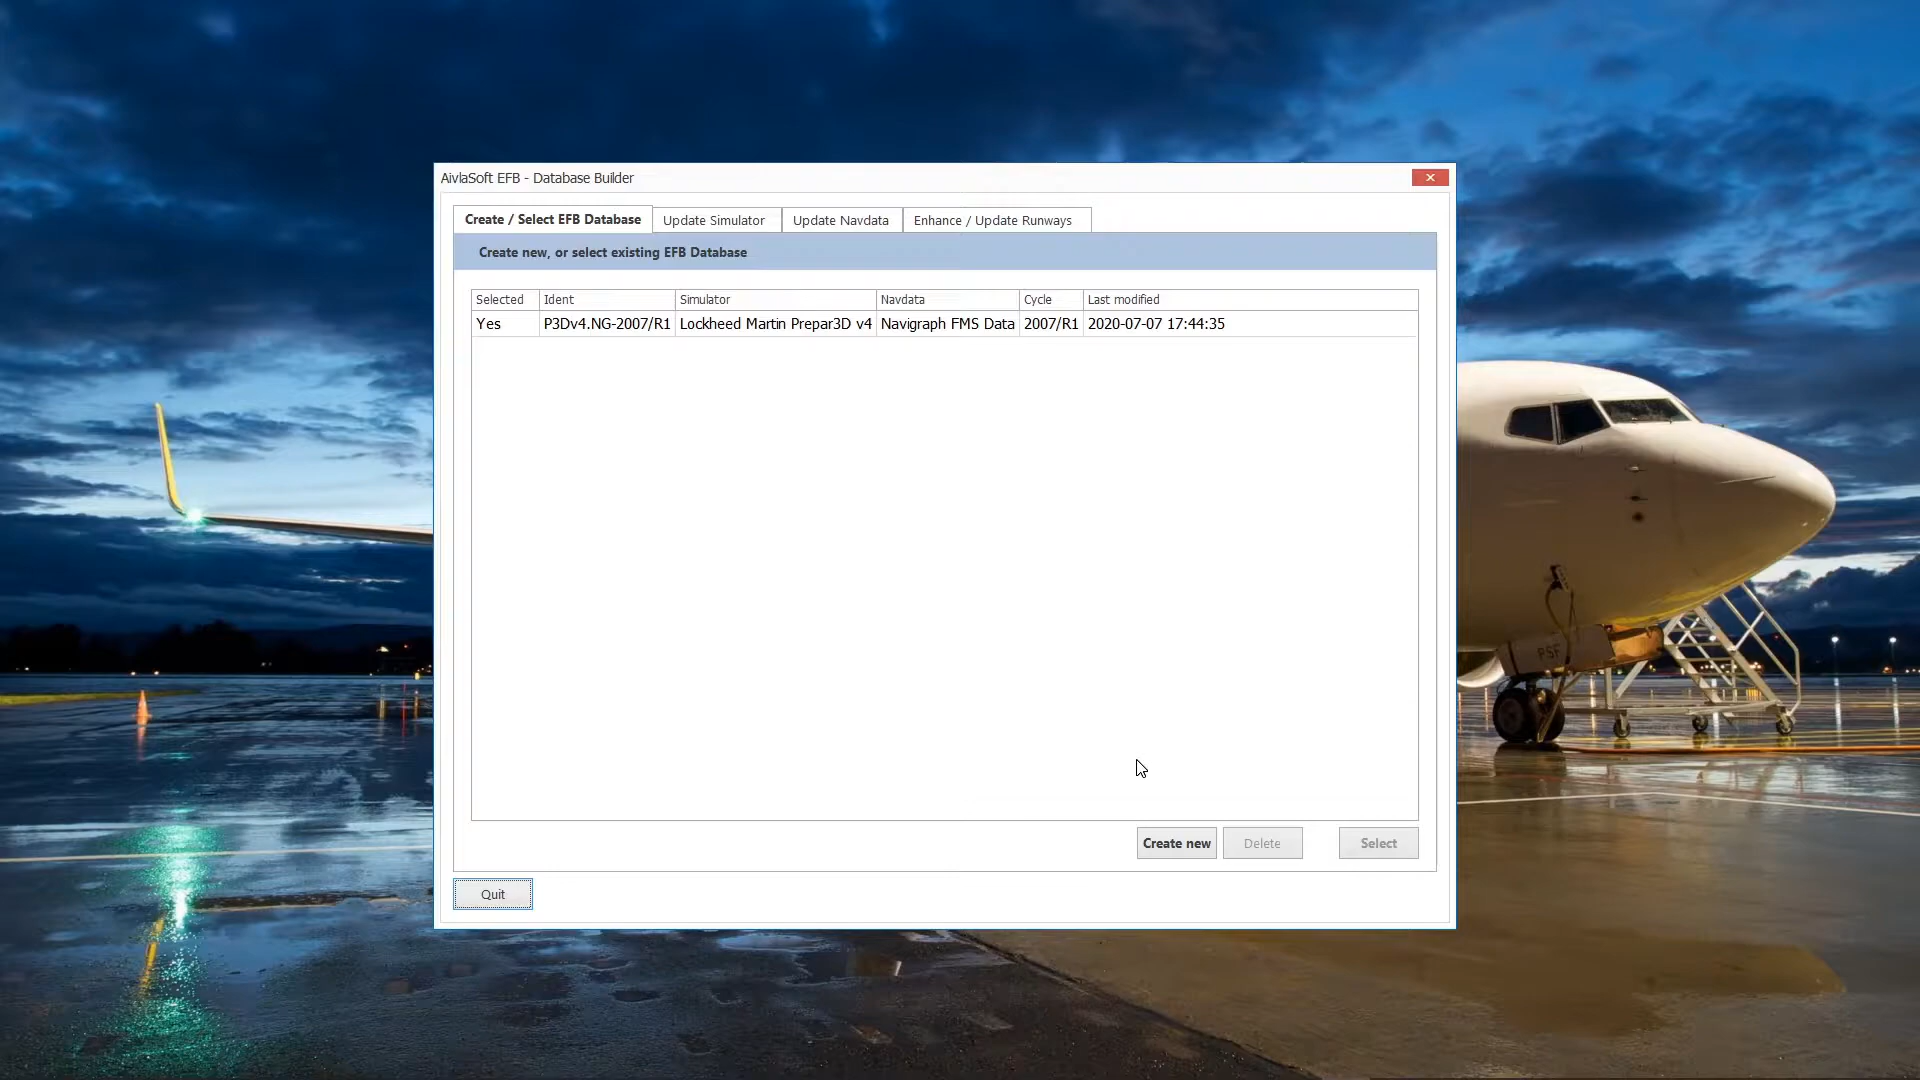 AivlaSoft EFB - Database Builder
Create / Select EFB Database
Update Simulator
Update Navdata
Enhance / Update Runways
Create new, or select existing EFB Database
Selected Ident Simulator Navdata Cycle Last modified
Yes P3Dv4.NG-2007/R1 Lockheed Martin Prepar3D v4 Navigraph FMS Data 2007/R1 2020-07-07 17:44:35
PSF
Create new
Delete
Select
Quit